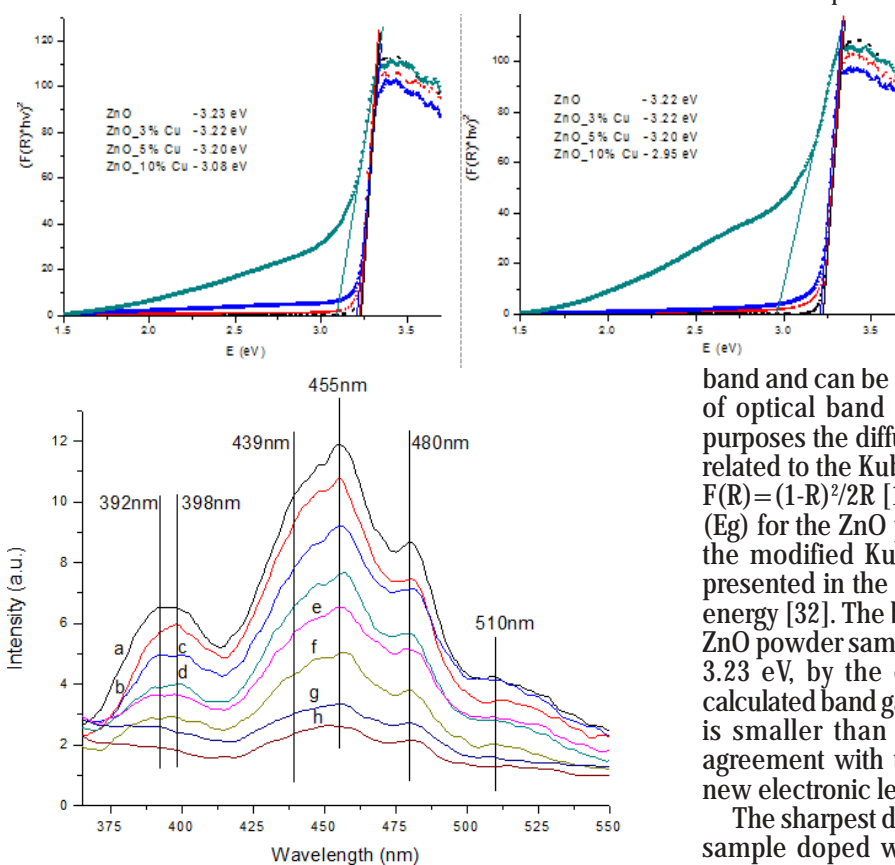 120
100
80
60
40
20
0
(F(R)*hν)²
ZnO -3.23 eV
ZnO_3% Cu -3.22 eV
ZnO_5% Cu -3.20 eV
ZnO_10% Cu -3.08 eV
1.5 2.0 2.5 3.0 3.5
E (eV)
100
80
60
40
20
0
(F(R)*hν)²
ZnO -3.22 eV
ZnO_3% Cu -3.22 eV
ZnO_5% Cu -3.20 eV
ZnO_10% Cu -2.95 eV
1.5 2.0 2.5 3.0 3.5
E (eV)
455nm
439nm
480nm
392nm
398nm
510nm
12
10
8
6
4
2
0
Intensity (a.u.)
a
b
c
d
e
f
g
h
375 400 425 450 475 500 525 550
Wavelength (nm)
band and can be
of optical band
purposes the diffu
related to the Kub
F(R)=(1-R)²/2R [1
(Eg) for the ZnO
the modified Ku
presented in the
energy [32]. The
ZnO powder sam
3.23 eV, by the
calculated band ga
is smaller than
agreement with t
new electronic le
The sharpest d
sample doped w